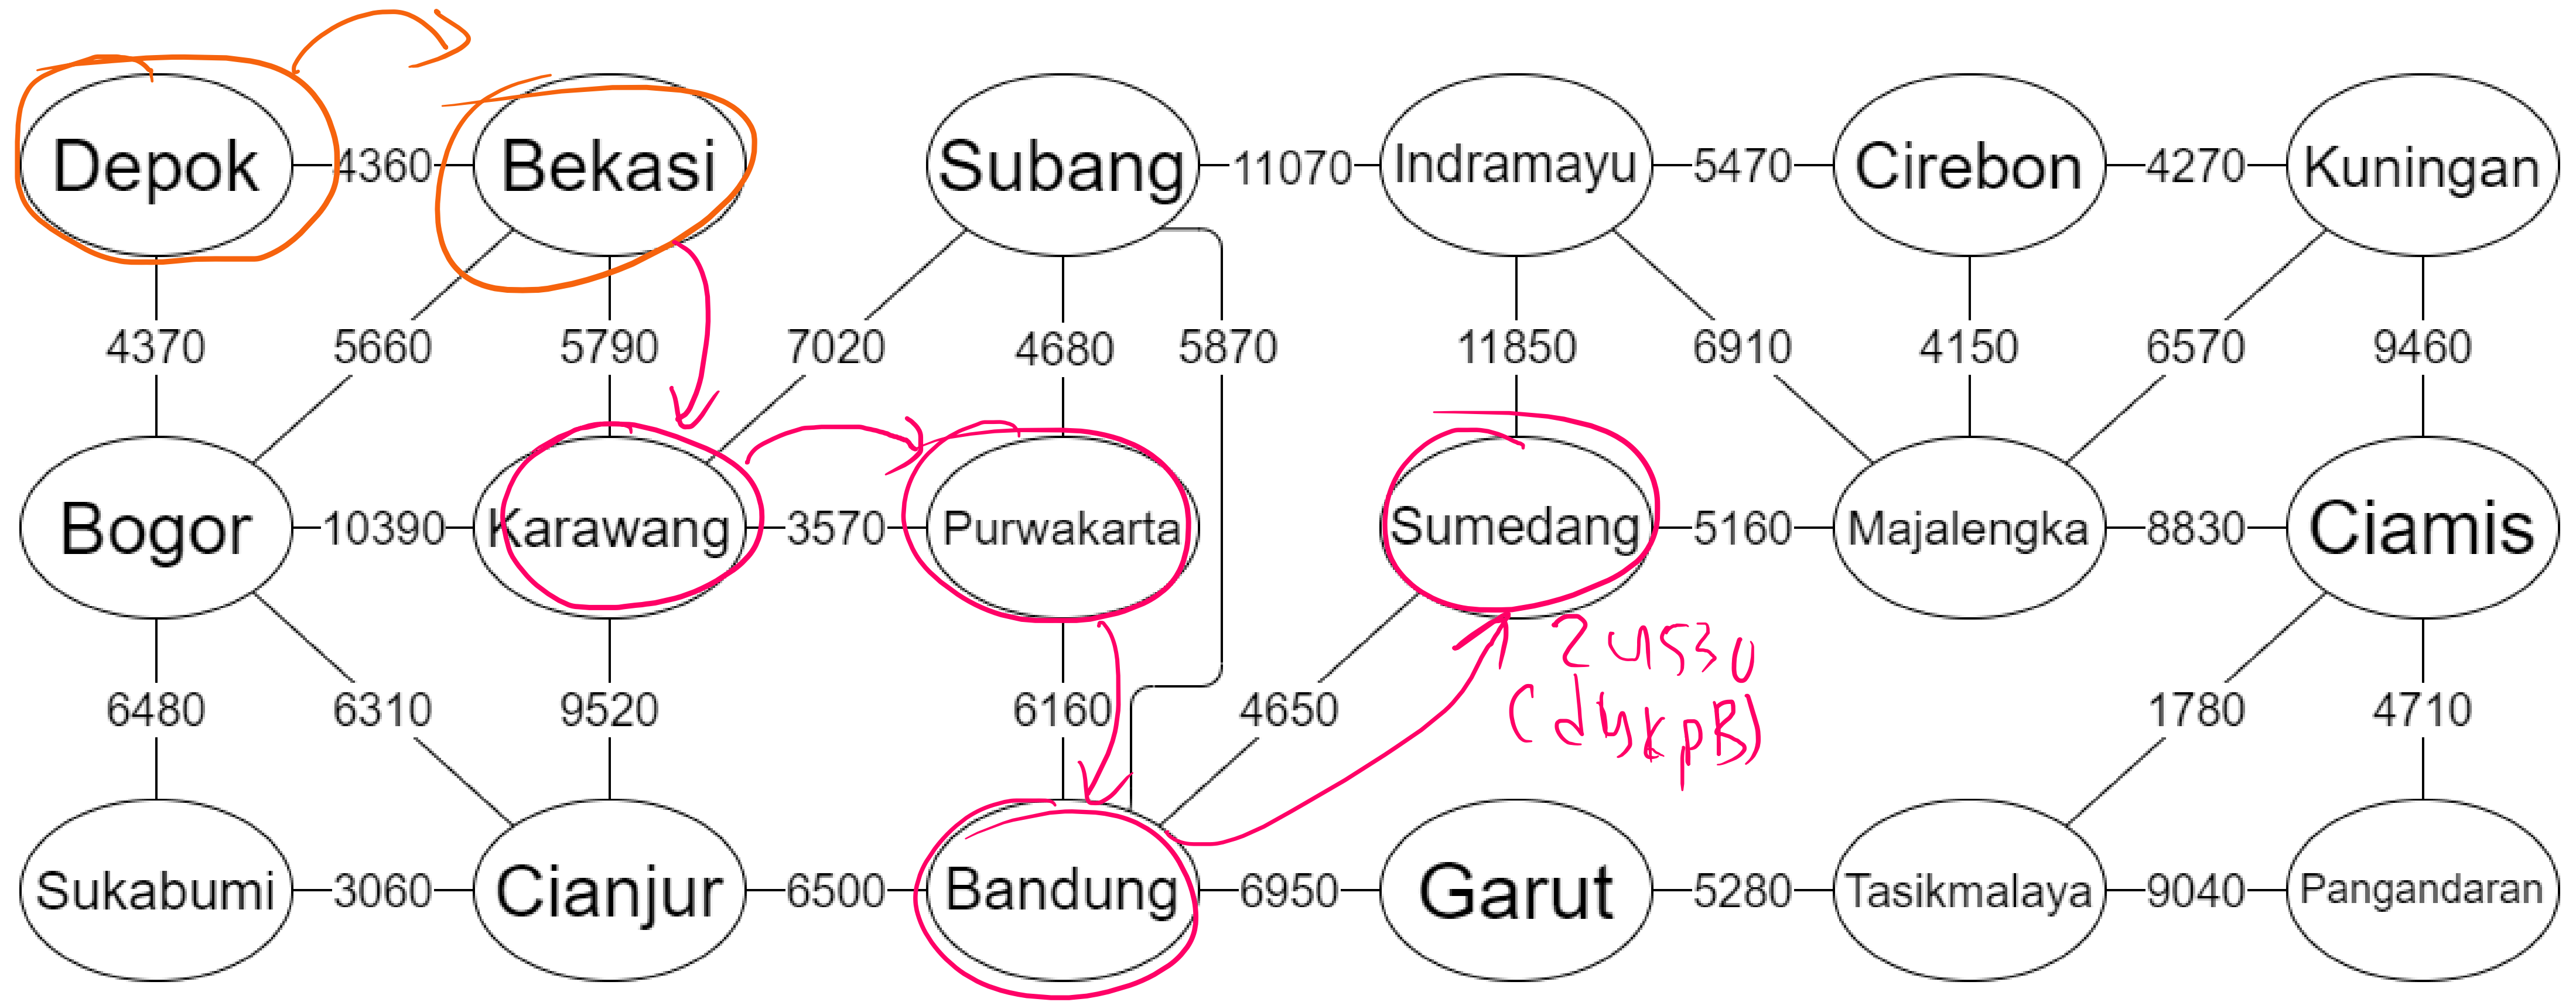 Depok 4360 Bekasi Subang 11070 Indramayu 5470 Cirebon 4270 Kuningan
4370 5660 5790 7020 4680 5870 11850 6910 4150 6570 9460
Bogor 10390 Karawang 3570 Purwakarta Sumedang 5160 Majalengka 8830 Ciamis
24530
6480 6310 9520 6160 4650 1780 4710
Sukabumi 3060 Cianjur 6500 Bandung 6950 Garut 5280 Tasikmalaya 9040 Pangandaran